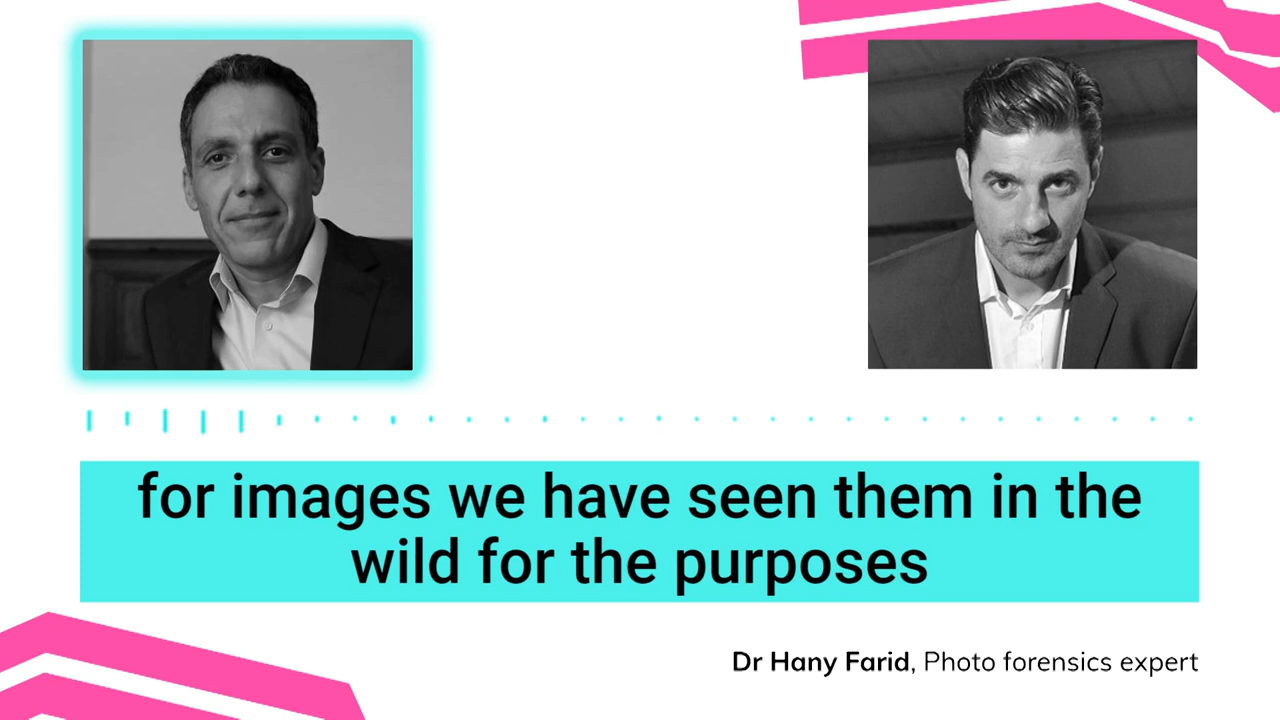 for images we have seen them in the
wild for the purposes
Dr Hany Farid, Photo forensics expert